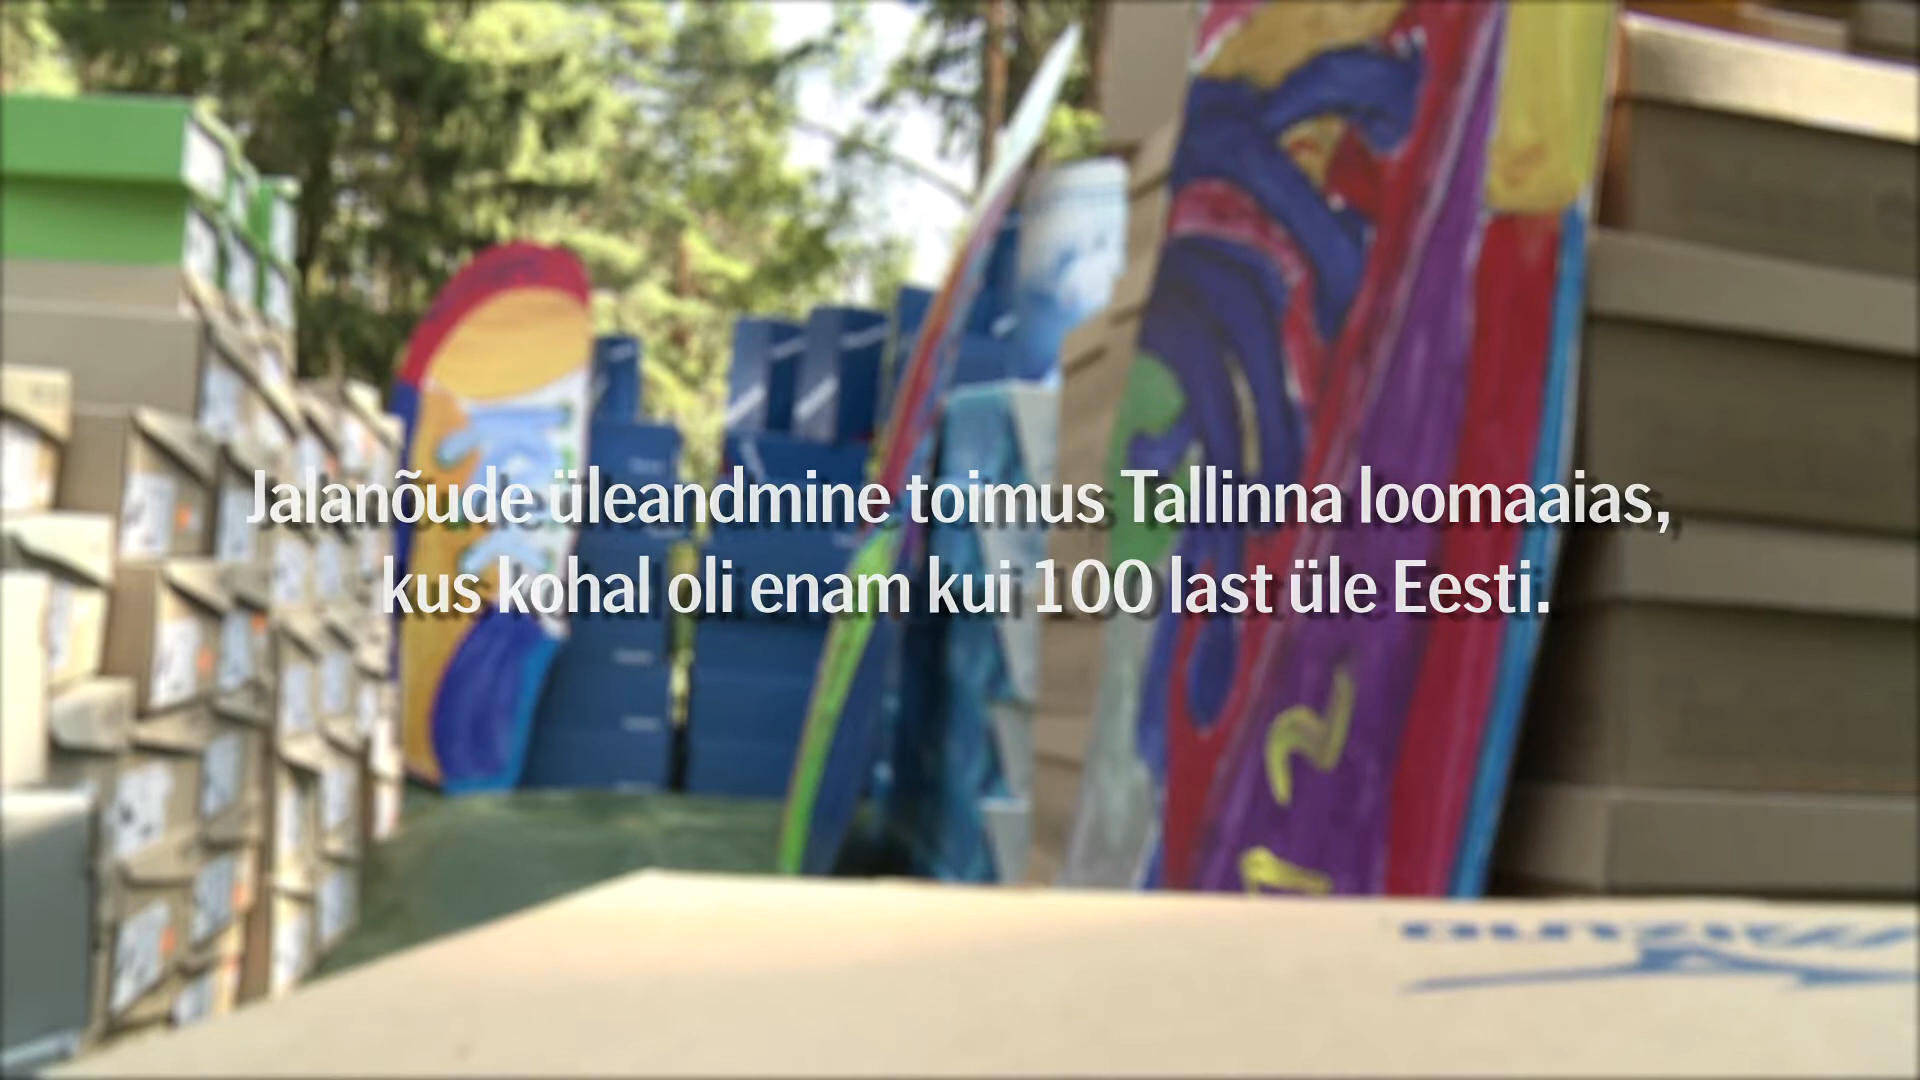 Jalanõude üleandmine toimus Tallinna loomaaias,
kus kohal oli enam kui 100 last üle Eesti.